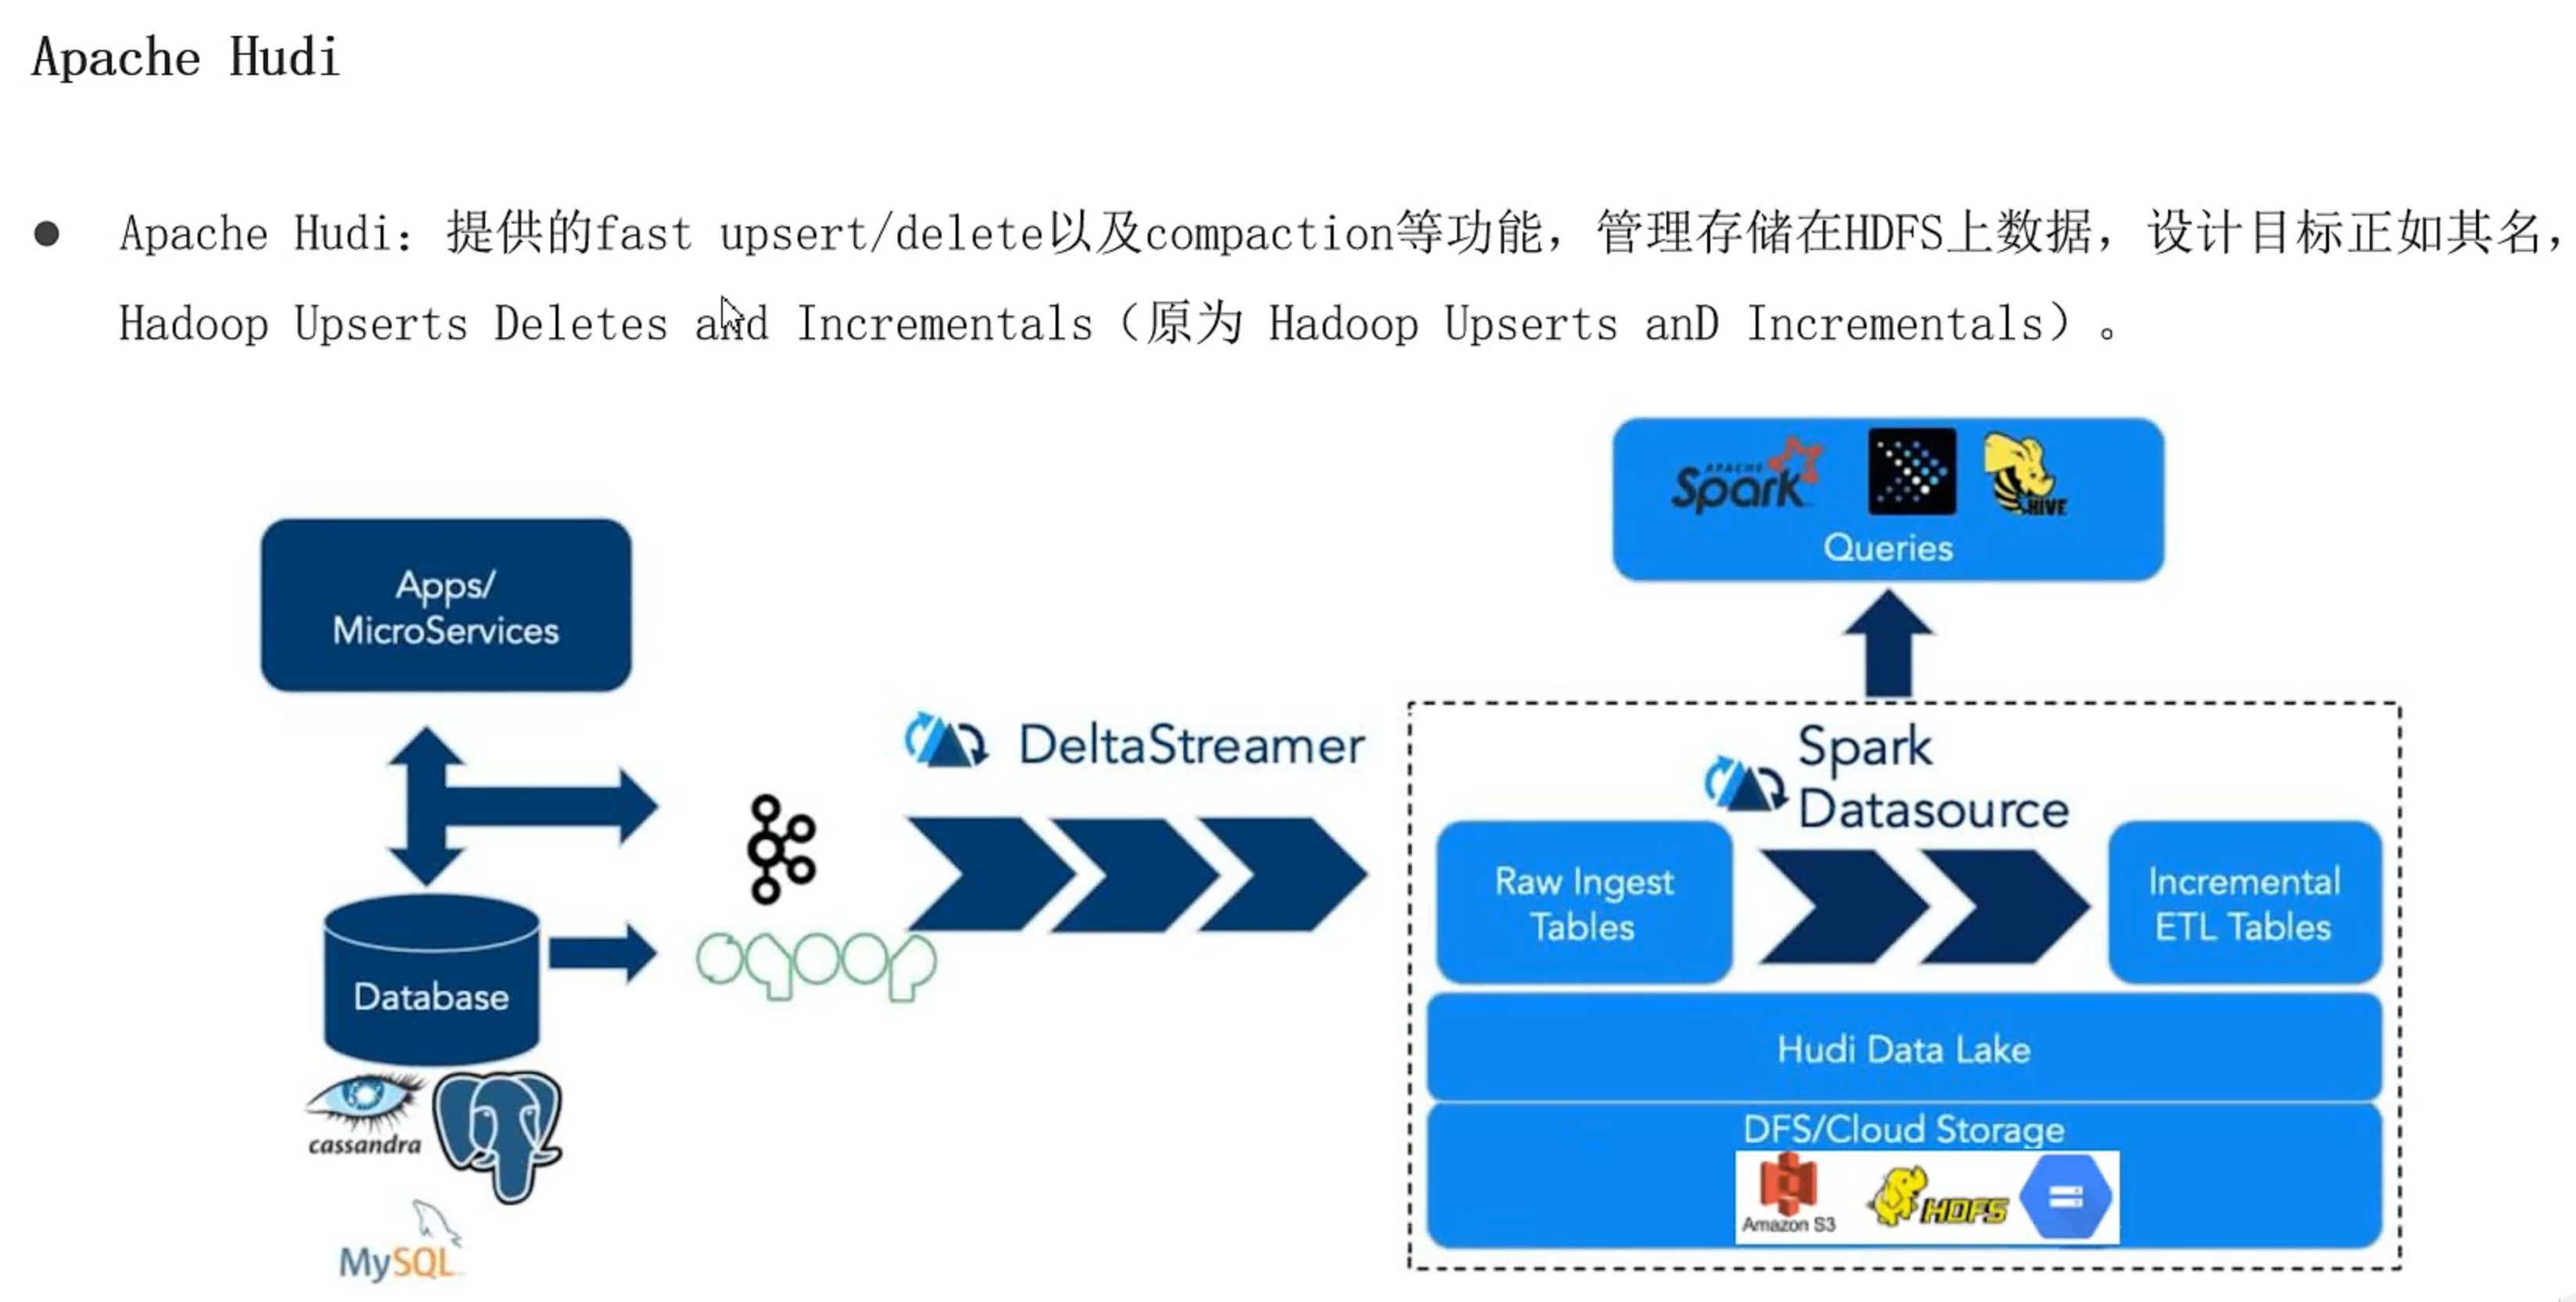 Apache Hudi
● Apache Hudi：提供的fast upsert/delete以及compaction等功能，管理存储在HDFS上数据，设计目标正如其名，
Hadoop Upserts Deletes and Incrementals（原为 Hadoop Upserts anD Incrementals）。
APACHE
Spark
HIVE
Queries
Apps/
MicroServices
DeltaStreamer
Spark
Datasource
Raw Ingest
Tables
Incremental
ETL Tables
sqoop
Database
Hudi Data Lake
cassandra
DFS/Cloud Storage
Amazon S3
HDFS
MySQL